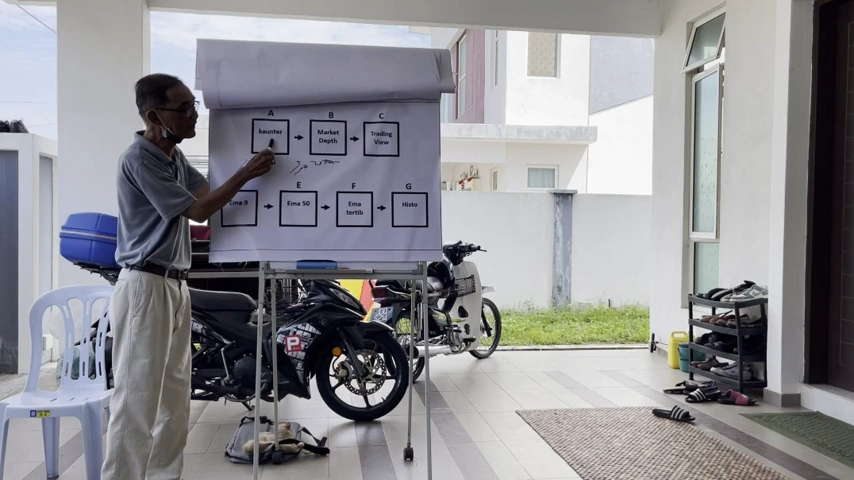 A B C
kaunter Market Depth Trading View
E F G
Ema 9 Ema 50 Ema tertib Histo
P